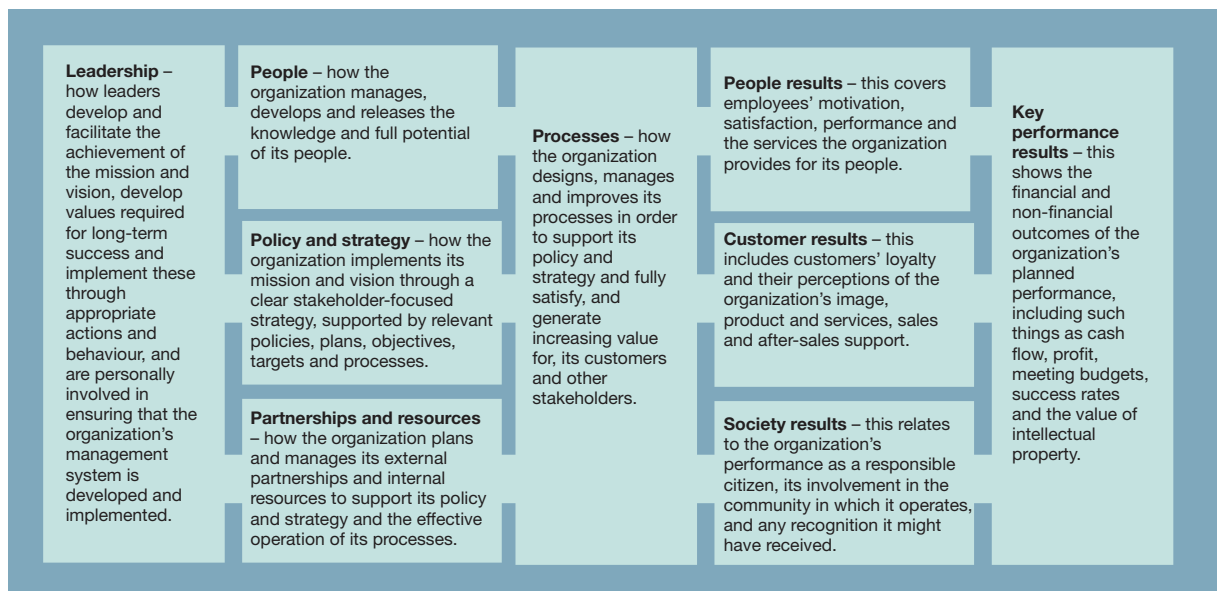 Leadership –
how leaders
develop and
facilitate the
achievement of
the mission and
vision, develop
values required
for long-term
success and
implement these
through
appropriate
actions and
behaviour, and
are personally
involved in
ensuring that the
organization’s
management
system is
developed and
implemented.
People – how the
organization manages,
develops and releases the
knowledge and full potential
of its people.
Policy and strategy – how the
organization implements its
mission and vision through a
clear stakeholder-focused
strategy, supported by relevant
policies, plans, objectives,
targets and processes.
Partnerships and resources
– how the organization plans
and manages its external
partnerships and internal
resources to support its policy
and strategy and the effective
operation of its processes.
Processes – how
the organization
designs, manages
and improves its
processes in order
to support its
policy and
strategy and fully
satisfy, and
generate
increasing value
for, its customers
and other
stakeholders.
People results – this covers
employees’ motivation,
satisfaction, performance and
the services the organization
provides for its people.
Customer results – this
includes customers’ loyalty
and their perceptions of the
organization’s image,
product and services, sales
and after-sales support.
Society results – this relates
to the organization’s
performance as a responsible
citizen, its involvement in the
community in which it operates,
and any recognition it might
have received.
Key
performance
results – this
shows the
financial and
non-financial
outcomes of the
organization’s
planned
performance,
including such
things as cash
flow, profit,
meeting budgets,
success rates
and the value of
intellectual
property.